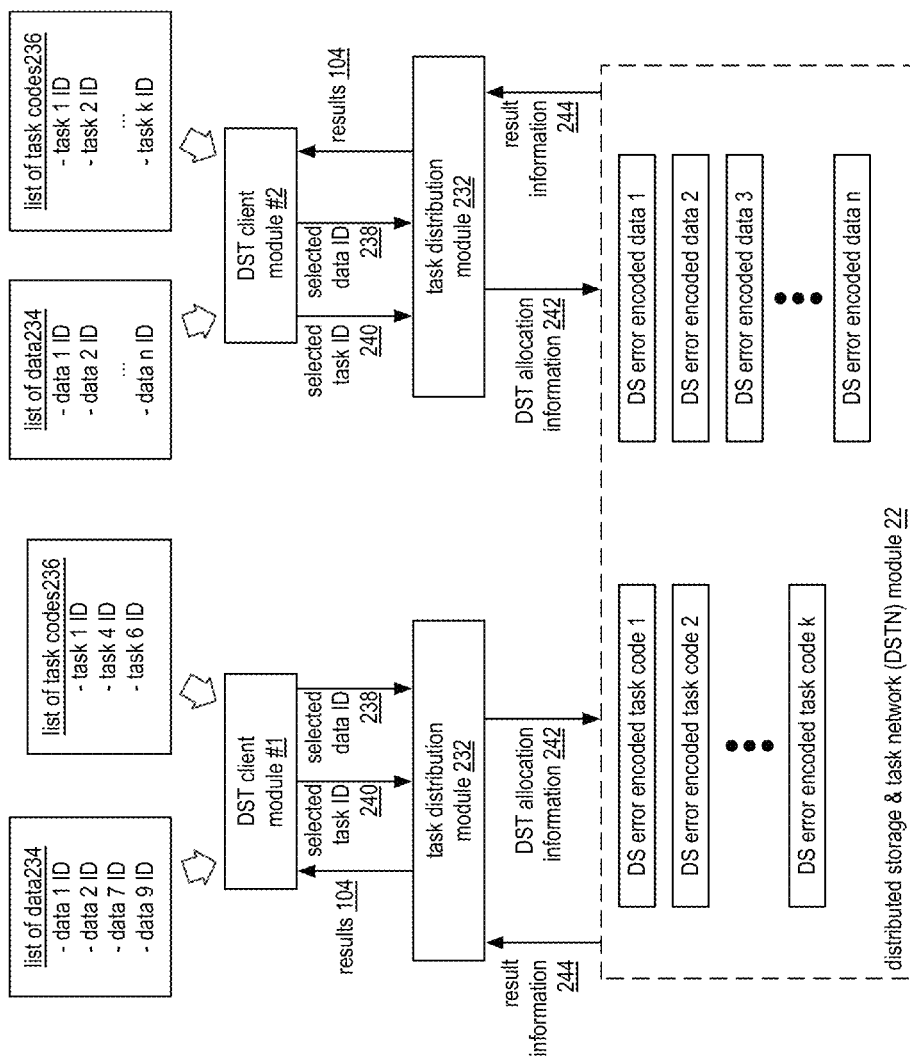 list of data234
- data 1 ID
- data 2 ID
- data 7 ID
- data 9 ID
list of task codes236
- task 1 ID
- task 4 ID
- task 6 ID
list of data234
- data 1 ID
- data 2 ID
...
- data n ID
list of task codes236
- task 1 ID
- task 2 ID
...
- task k ID
DST client
module #1
DST client
module #2
results 104
selected
task ID
240
selected
data ID
238
selected
task ID
240
selected
data ID
238
results 104
task distribution
module 232
task distribution
module 232
result
information
244
DST allocation
information 242
DST allocation
information 242
result
information
244
DS error encoded task code 1
DS error encoded task code 2
DS error encoded task code k
DS error encoded data 1
DS error encoded data 2
DS error encoded data 3
DS error encoded data n
distributed storage & task network (DSTN) module 22